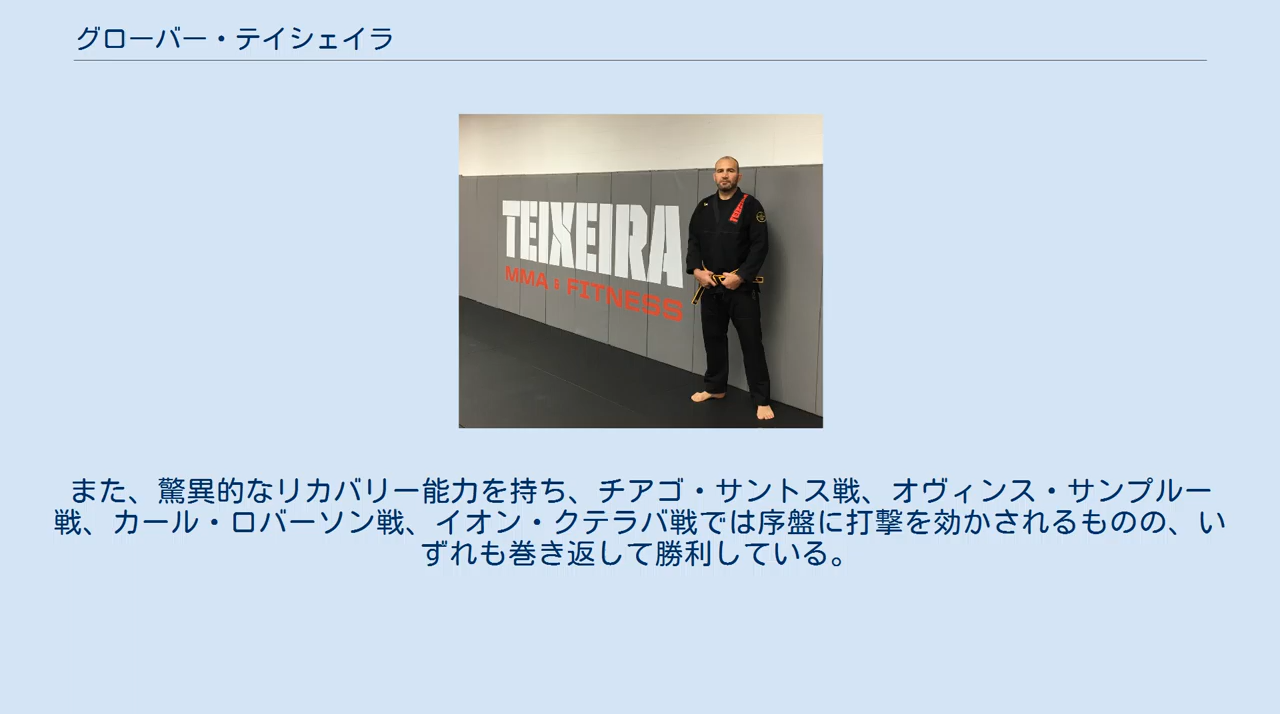 グローバー・テイシェイラ
TEIXEIRA
MMA & FITNESS
また、驚異的なリカバリー能力を持ち、チアゴ・サントス戦、オヴィンス・サンプルー
戦、カール・ロバーソン戦、イオン・クテラバ戦では序盤に打撃を効かされるものの、い
ずれも巻き返して勝利している。